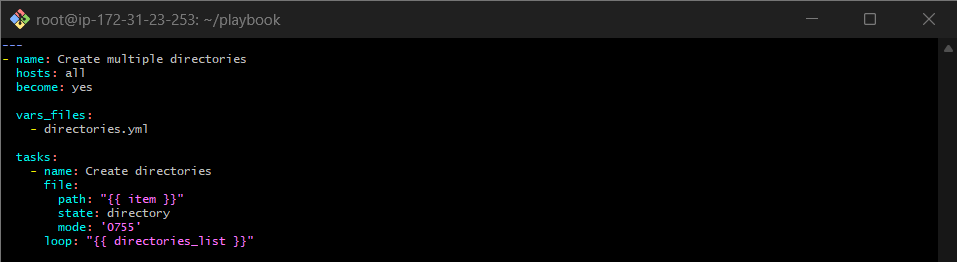 root@ip-172-31-23-253: ~/playbook
---
- name: Create multiple directories
  hosts: all
  become: yes

  vars_files:
    - directories.yml

  tasks:
    - name: Create directories
      file:
        path: "{{ item }}"
        state: directory
        mode: '0755'
      loop: "{{ directories_list }}"